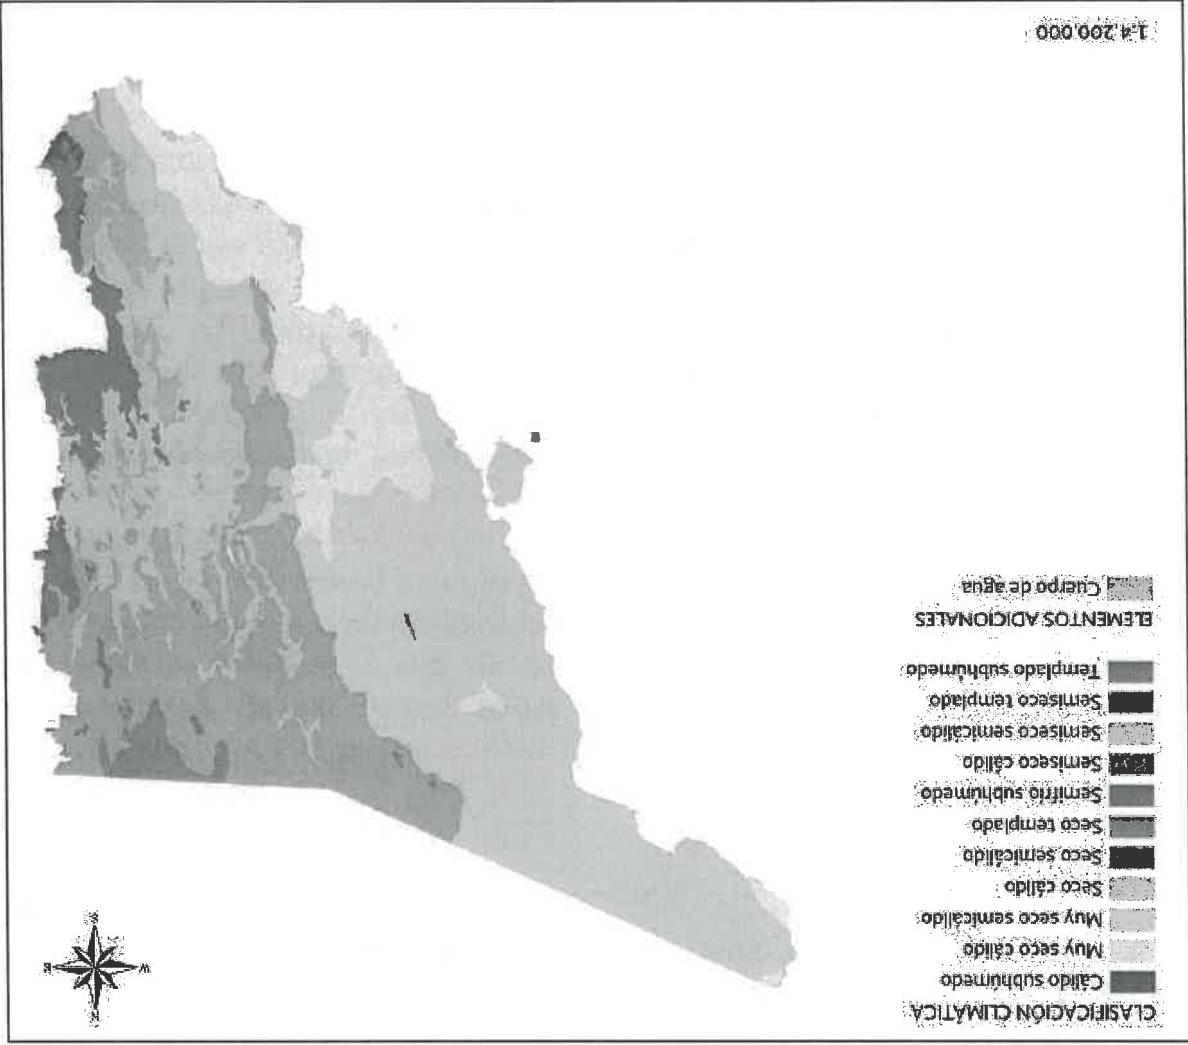 CLASIFICACIÓN CLIMÁTICA
Cálido subhúmedo
Muy seco cálido
Muy seco semicálido
Seco cálido
Seco semicálido
Seco templado
Semifrío subhúmedo
Semiseco cálido
Semiseco semicálido
Semiseco templado
Templado subhúmedo
ELEMENTOS ADICIONALES
Cuerpo de agua
N
W E
S
1:4,200,000